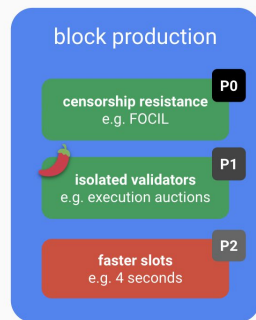 block production
P0
censorship resistance
e.g. FOCIL
P1
isolated validators
e.g. execution auctions
P2
faster slots
e.g. 4 seconds